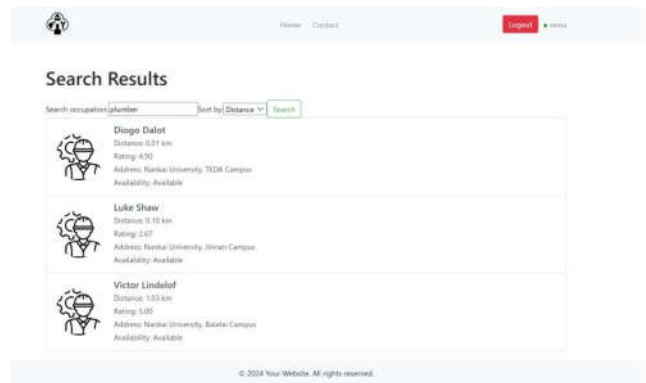 Home Contact Logout nemu
Search Results
Search occupation: plumber Sort by: Distance Search
Diogo Dalot
Distance: 0.01 km
Rating: 4.50
Address: Nankai University, TEDA Campus
Availability: Available
Luke Shaw
Distance: 0.10 km
Rating: 2.67
Address: Nankai University, Jinnan Campus
Availability: Available
Victor Lindelof
Distance: 1.03 km
Rating: 5.00
Address: Nankai University, Balatai Campus
Availability: Available
© 2024 Your Website. All rights reserved.